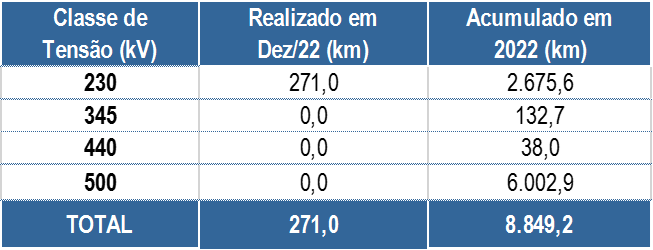 Classe de Tensão (kV) Realizado em Dez/22 (km) Acumulado em 2022 (km)
230 271,0 2.675,6
345 0,0 132,7
440 0,0 38,0
500 0,0 6.002,9
TOTAL 271,0 8.849,2